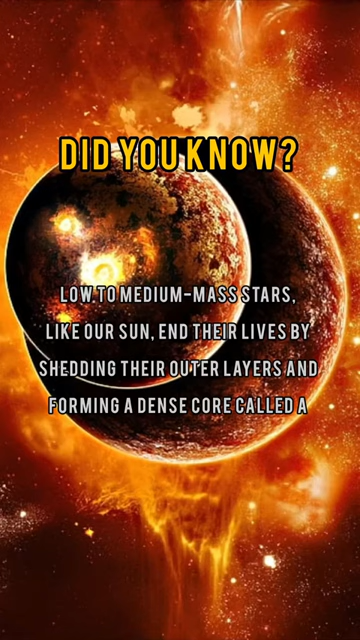 DID YOU KNOW?
LOW TO MEDIUM-MASS STARS,
LIKE OUR SUN, END THEIR LIVES BY
SHEDDING THEIR OUTER LAYERS AND
FORMING A DENSE CORE CALLED A